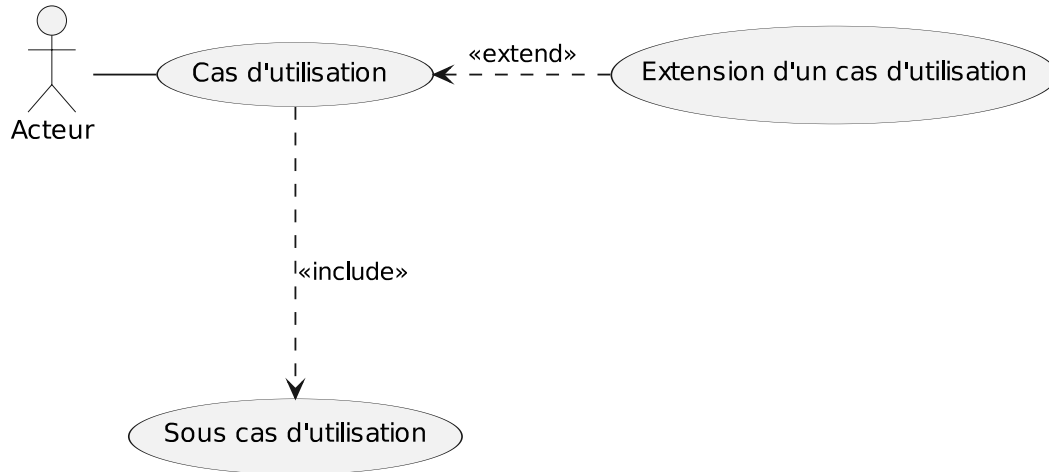 Cas d'utilisation
«extend»
Extension d'un cas d'utilisation
Acteur
«include»
Sous cas d'utilisation